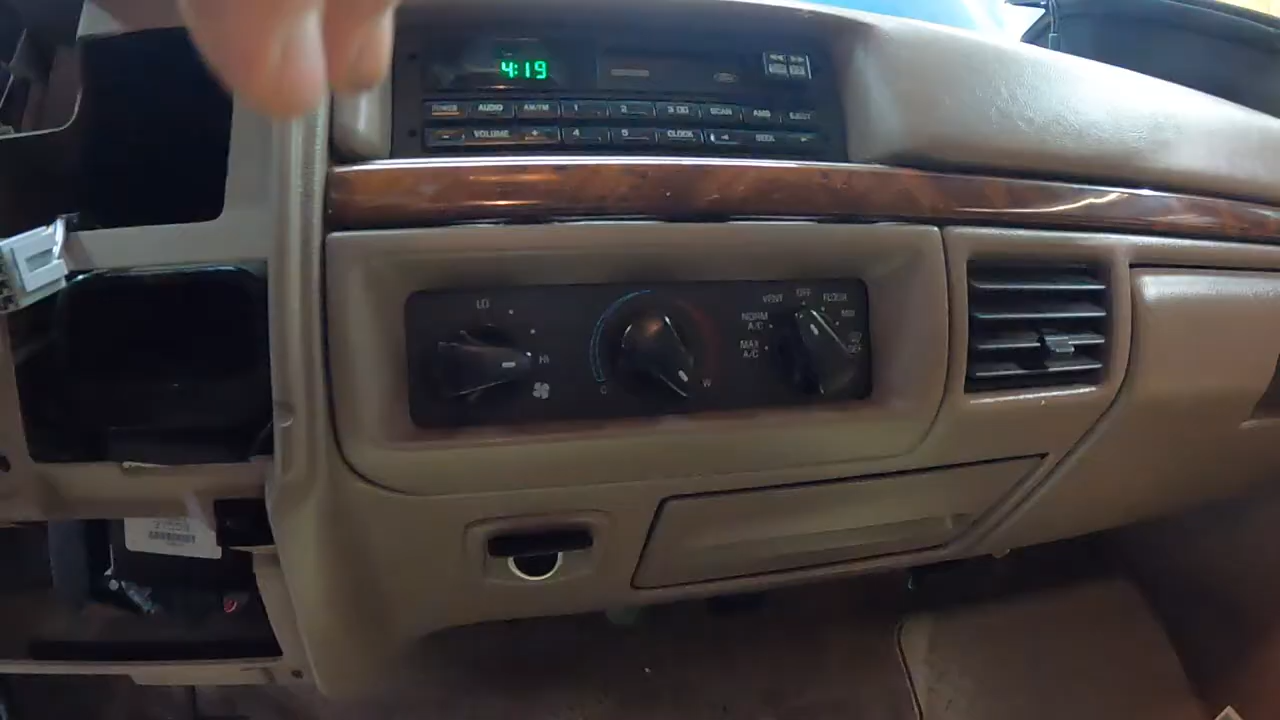 4:19
POWER AUDIO AM/FM 1 2 3 SCAN AMS EJECT
- VOLUME + 4 5 CLOCK SEEK
LO
HI
C
W
MAX A/C
NORM A/C
VENT
OFF
FLOOR
MIX
DEF